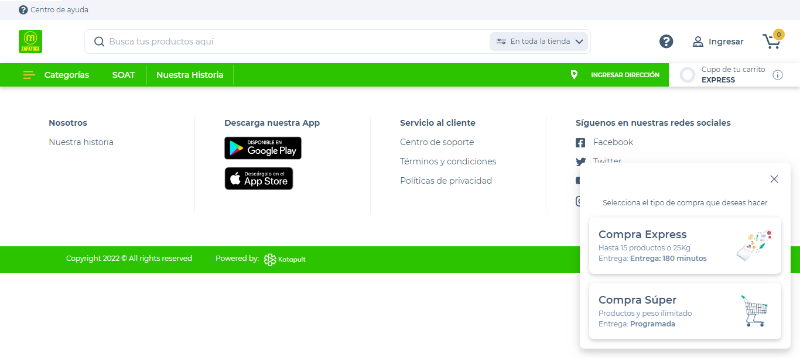 Centro de ayuda
Busca tus productos aquí
En toda la tienda
Ingresar
0
Categorías
SOAT
Nuestra Historia
INGRESAR DIRECCIÓN
Cupo de tu carrito
EXPRESS
Nosotros
Nuestra historia
Descarga nuestra App
DISPONIBLE EN
Google Play
Descárgalo en el
App Store
Servicio al cliente
Centro de soporte
Términos y condiciones
Políticas de privacidad
Síguenos en nuestras redes sociales
Facebook
Twitter
Selecciona el tipo de compra que deseas hacer
Compra Express
Hasta 15 productos o 25Kg
Entrega: Entrega: 180 minutos
Compra Súper
Productos y peso ilimitado
Entrega: Programada
Copyright 2022 © All rights reserved
Powered by:
Katapult